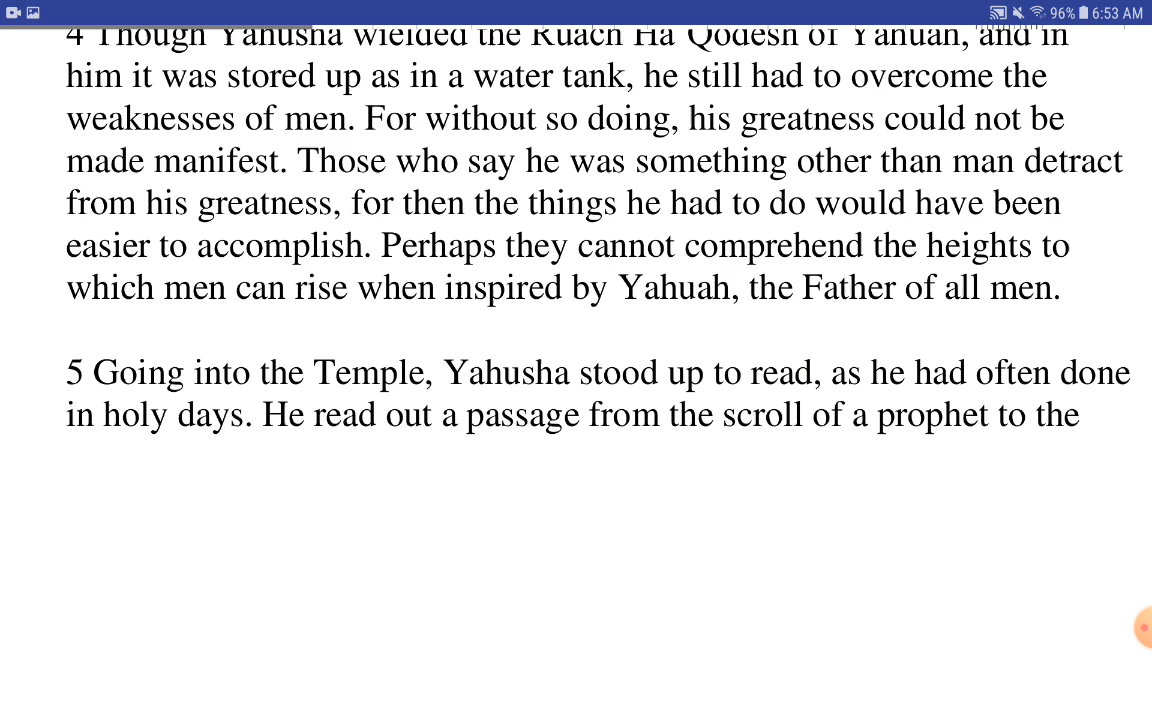 96% 6:53 AM
4 Though Yahusha wielded the Ruach Ha Qodesh of Yahuah, and in
him it was stored up as in a water tank, he still had to overcome the
weaknesses of men. For without so doing, his greatness could not be
made manifest. Those who say he was something other than man detract
from his greatness, for then the things he had to do would have been
easier to accomplish. Perhaps they cannot comprehend the heights to
which men can rise when inspired by Yahuah, the Father of all men.
5 Going into the Temple, Yahusha stood up to read, as he had often done
in holy days. He read out a passage from the scroll of a prophet to the